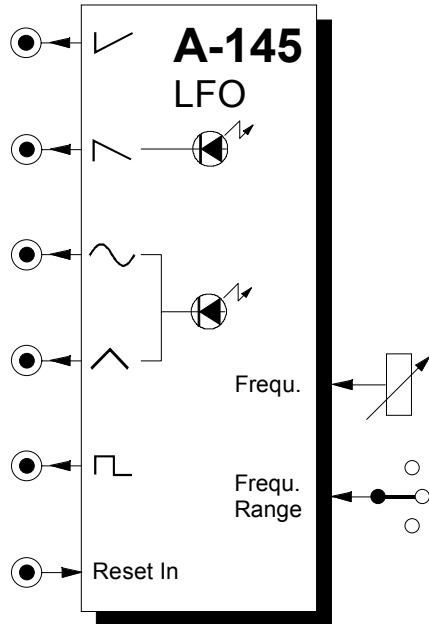 A-145
LFO
Frequ.
Frequ.
Range
Reset In